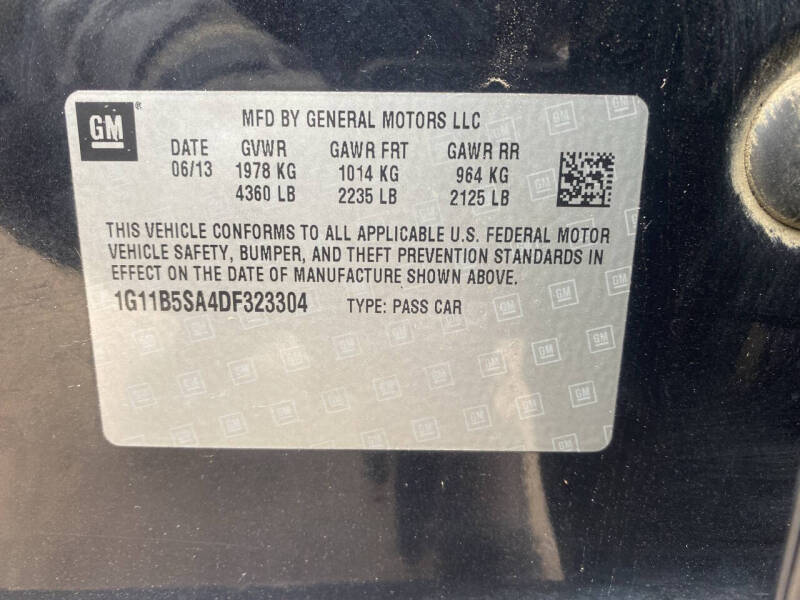 GM
MFD BY GENERAL MOTORS LLC
DATE GVWR GAWR FRT GAWR RR
06/13 1978 KG 1014 KG 964 KG
4360 LB 2235 LB 2125 LB
THIS VEHICLE CONFORMS TO ALL APPLICABLE U.S. FEDERAL MOTOR
VEHICLE SAFETY, BUMPER, AND THEFT PREVENTION STANDARDS IN
EFFECT ON THE DATE OF MANUFACTURE SHOWN ABOVE.
1G11B5SA4DF323304 TYPE: PASS CAR